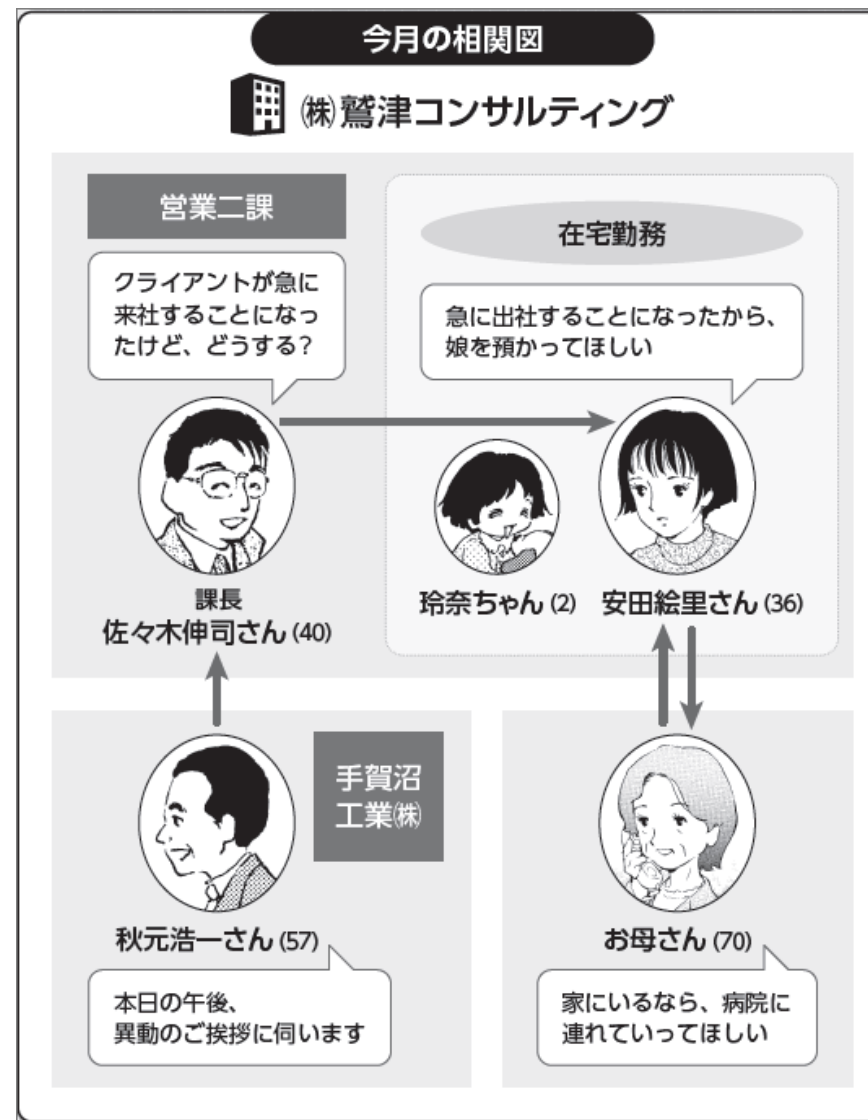 今月の相関図
㈱鷲津コンサルティング
営業二課
クライアントが急に
来社することになっ
たけど、どうする?
課長
佐々木伸司さん(40)
在宅勤務
急に出社することになったから、
娘を預かってほしい
玲奈ちゃん(2)
安田絵里さん(36)
手賀沼
工業㈱
秋元浩一さん(57)
本日の午後、
異動のご挨拶に伺います
お母さん(70)
家にいるなら、病院に
連れていってほしい